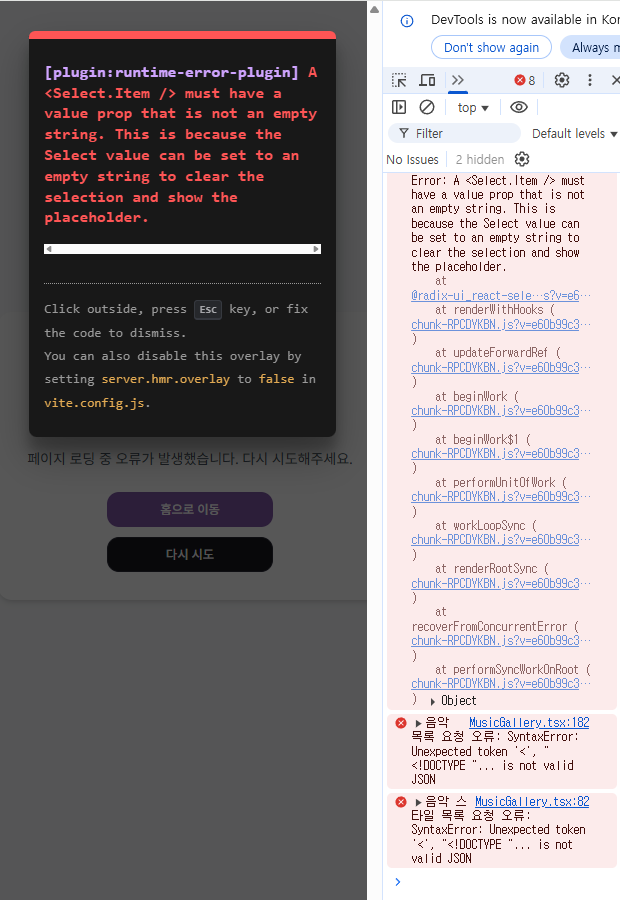 [plugin:runtime-error-plugin] A
<Select.Item /> must have a
value prop that is not an empty
string. This is because the
Select value can be set to an
empty string to clear the
selection and show the
placeholder.
Click outside, press Esc key, or fix
the code to dismiss.
You can also disable this overlay by
setting server.hmr.overlay to false in
vite.config.js.
페이지 로딩 중 오류가 발생했습니다. 다시 시도해주세요.
홈으로 이동
다시 시도
DevTools is now available in Kor
Don't show again
Always m
8
top
Filter
Default levels
No Issues
2 hidden
Error: A <Select.Item /> must
have a value prop that is not
an empty string. This is
because the Select value can
be set to an empty string to
clear the selection and show
the placeholder.
at
@radix-ui_react-sele…s?v=e6…
at renderWithHooks (
chunk-RPCDYKBN.js?v=e60b99c3…
)
at updateForwardRef (
chunk-RPCDYKBN.js?v=e60b99c3…
)
at beginWork (
chunk-RPCDYKBN.js?v=e60b99c3…
)
at beginWork$1 (
chunk-RPCDYKBN.js?v=e60b99c3…
)
at performUnitOfWork (
chunk-RPCDYKBN.js?v=e60b99c3…
)
at workLoopSync (
chunk-RPCDYKBN.js?v=e60b99c3…
)
at renderRootSync (
chunk-RPCDYKBN.js?v=e60b99c3…
)
at
recoverFromConcurrentError (
chunk-RPCDYKBN.js?v=e60b99c3…
)
at performSyncWorkOnRoot (
chunk-RPCDYKBN.js?v=e60b99c3…
) Object
음악 MusicGallery.tsx:182
목록 요청 오류: SyntaxError:
Unexpected token '<', "
<!DOCTYPE "... is not valid
JSON
음악 스 MusicGallery.tsx:82
타일 목록 요청 오류:
SyntaxError: Unexpected token
'<', "<!DOCTYPE "... is not
valid JSON